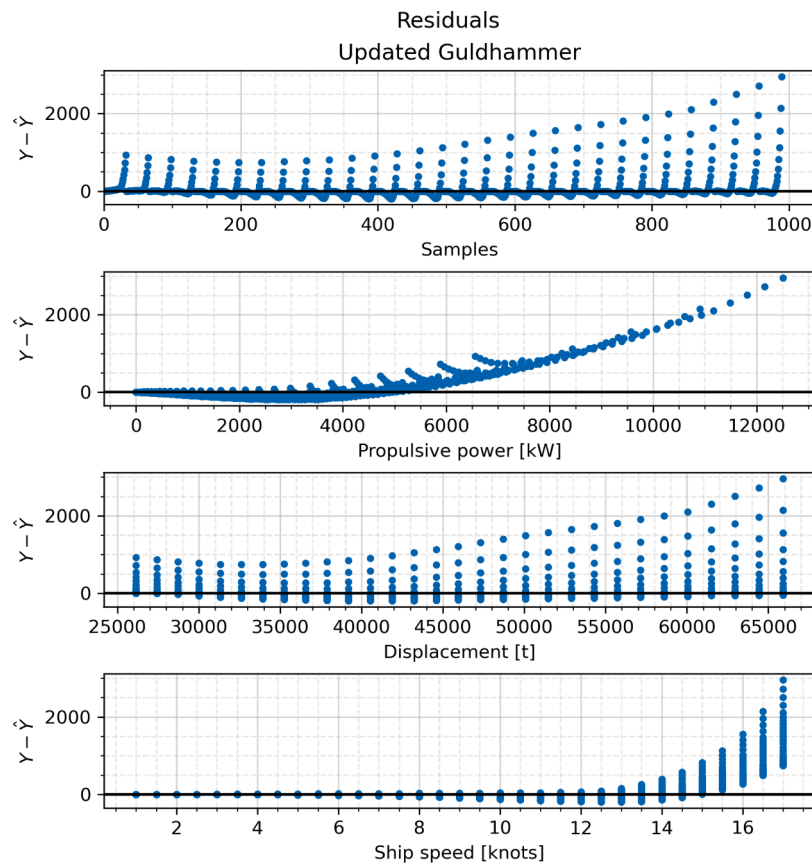 Residuals
Updated Guldhammer
2000
0
Y − Ŷ
0 200 400 600 800 1000
Samples
2000
0
Y − Ŷ
0 2000 4000 6000 8000 10000 12000
Propulsive power [kW]
2000
0
Y − Ŷ
25000 30000 35000 40000 45000 50000 55000 60000 65000
Displacement [t]
2000
0
Y − Ŷ
2 4 6 8 10 12 14 16
Ship speed [knots]